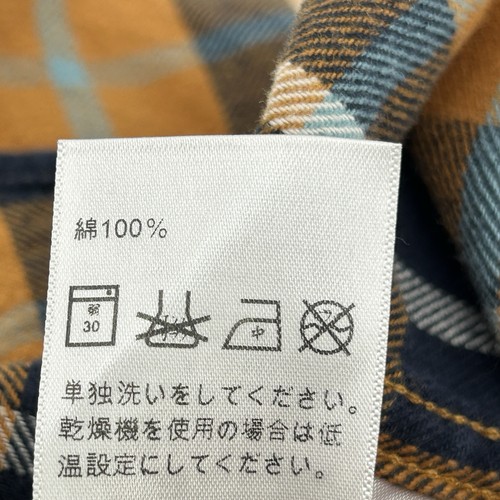 綿100%
弱
30
中
単独洗いをしてください。
乾燥機を使用の場合は低
温設定にしてください。